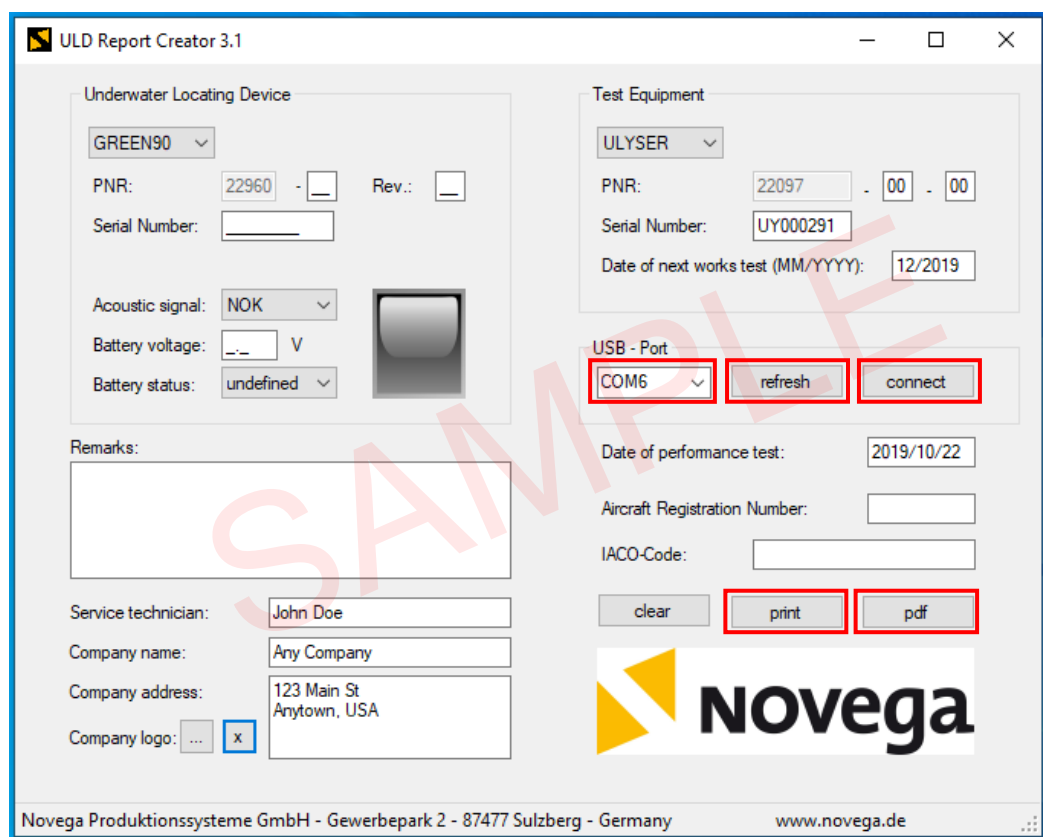 ULD Report Creator 3.1
Underwater Locating Device
GREEN90
PNR: 22960 - __ Rev.: __
Serial Number: ________
Acoustic signal: NOK
Battery voltage: _._ V
Battery status: undefined
Test Equipment
ULYSER
PNR: 22097 . 00 . 00
Serial Number: UY000291
Date of next works test (MM/YYYY): 12/2019
USB - Port
COM6 refresh connect
Remarks:
Date of performance test: 2019/10/22
Aircraft Registration Number:
IACO-Code:
clear print pdf
Service technician: John Doe
Company name: Any Company
Company address: 123 Main St
Anytown, USA
Company logo: ... x
NOVEGA
SAMPLE
Novega Produktionssysteme GmbH - Gewerbepark 2 - 87477 Sulzberg - Germany www.novega.de